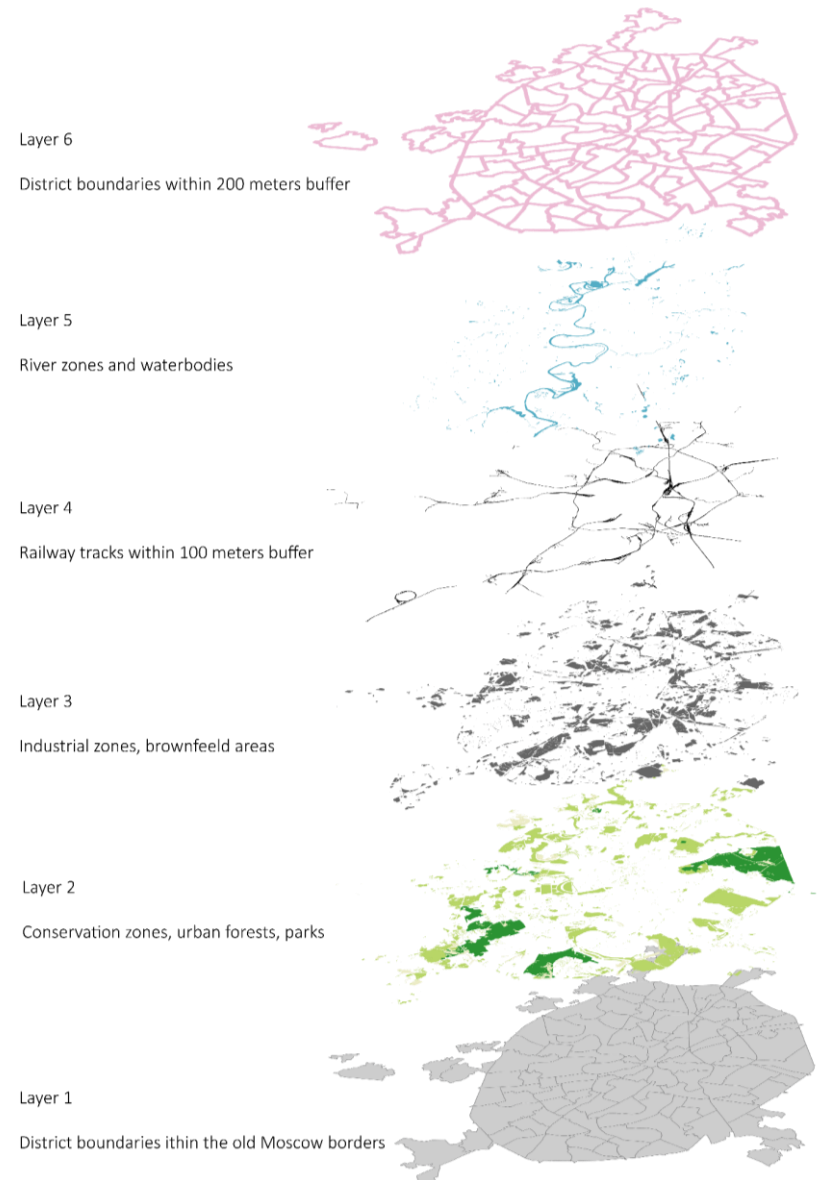 Layer 6
District boundaries within 200 meters buffer
Layer 5
River zones and waterbodies
Layer 4
Railway tracks within 100 meters buffer
Layer 3
Industrial zones, brownfeeld areas
Layer 2
Conservation zones, urban forests, parks
Layer 1
District boundaries ithin the old Moscow borders